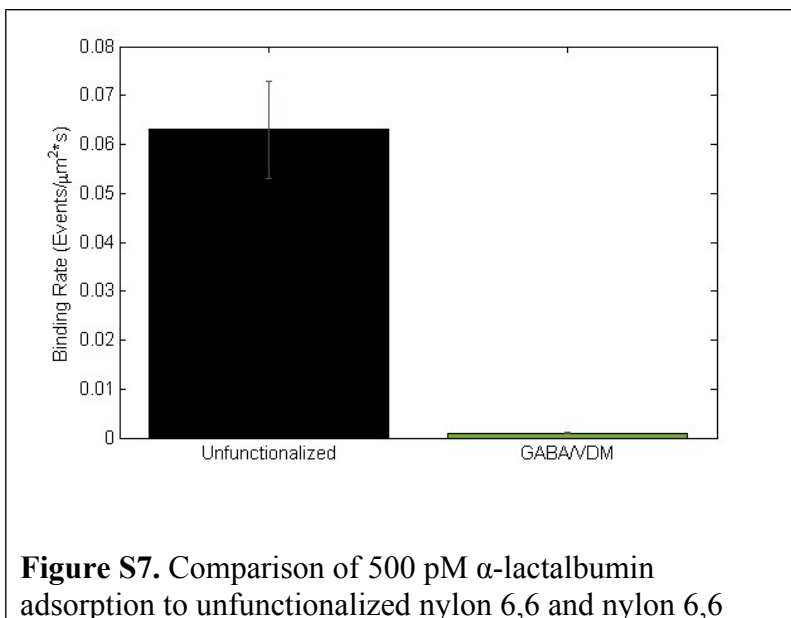 0.08
0.07
0.06
0.05
0.04
0.03
0.02
0.01
0
Binding Rate (Events/μm²*s)
Unfunctionalized
GABA/VDM
Figure S7. Comparison of 500 pM α-lactalbumin
adsorption to unfunctionalized nylon 6,6 and nylon 6,6